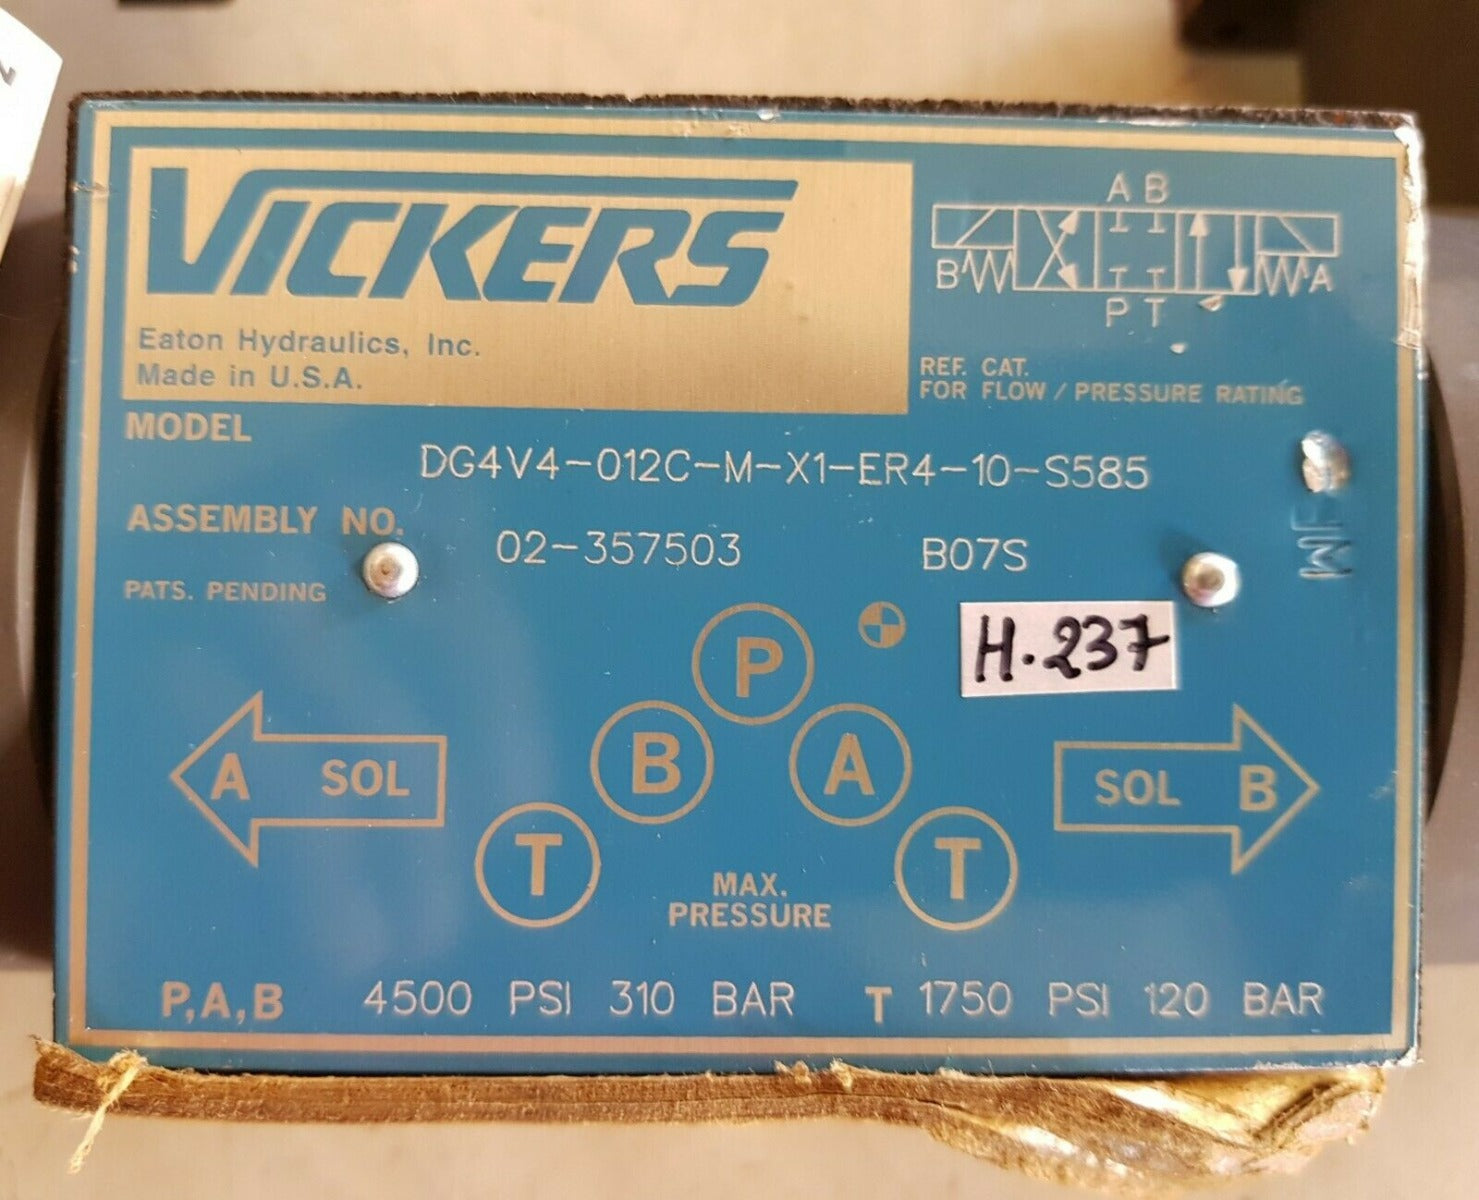 VICKERS
Eaton Hydraulics, Inc.
Made in U.S.A.
A B
B A
P T
REF. CAT.
FOR FLOW / PRESSURE RATING
MODEL
DG4V4-012C-M-X1-ER4-10-S585
ASSEMBLY NO.
02-357503 B07S
PATS. PENDING
H.237
P
B A
A SOL
SOL B
T T
MAX.
PRESSURE
P,A,B 4500 PSI 310 BAR T 1750 PSI 120 BAR